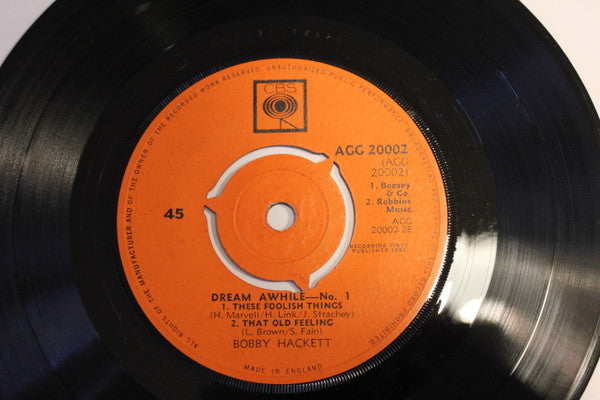 ALL RIGHTS OF THE MANUFACTURER AND OF THE OWNER OF THE RECORDED WORK RESERVED. UNAUTHORIZED PUBLIC PERFORMANCE
PROHIBITED
CBS
AGG 20002
(AGG
20002)
1. Boosey
& Co.
2. Robbins
Music
AGG
20002 2E
45
RECORDING FIRST
PUBLISHED
DREAM AWHILE—No. 1
1. THESE FOOLISH THINGS
(H. Marvell/H. Link/J. Strachey)
2. THAT OLD FEELING
(L. Brown/S. Fain)
BOBBY HACKETT
MADE IN ENGLAND